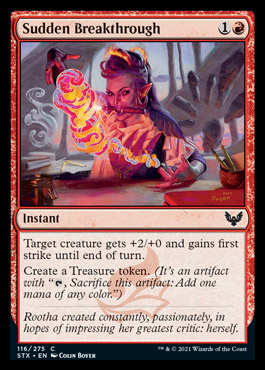 Sudden Breakthrough 1
Instant
Target creature gets +2/+0 and gains first
strike until end of turn.
Create a Treasure token. (It's an artifact
with “, Sacrifice this artifact: Add one
mana of any color.”)
Rootha created constantly, passionately, in
hopes of impressing her greatest critic: herself.
116/275 C
STX • EN Colin Boyer
™ & © 2021 Wizards of the Coast